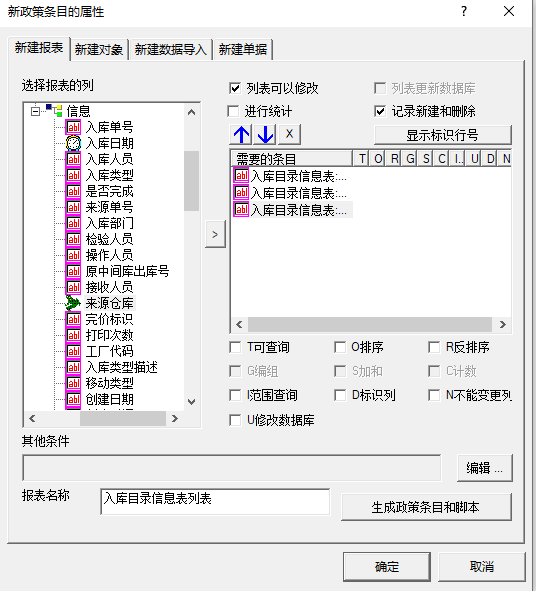 新政策条目的属性
新建报表 新建对象 新建数据导入 新建单据
选择报表的列
列表可以修改 列表更新数据库
进行统计 记录新建和删除
X 显示标识行号
信息
入库单号
入库日期
入库人员
入库类型
是否完成
来源单号
入库部门
检验人员
操作人员
原中间库出库号
接收人员
来源仓库
完价标识
打印次数
工厂代码
入库类型描述
移动类型
创建日期
>
需要的条目 T O R G S C I.. U D N
入库目录信息表:...
入库目录信息表:...
入库目录信息表:...
T可查询 O排序 R反排序
G编组 S加和 C计数
I范围查询 D标识列 N不能变更列
U修改数据库
其他条件
编辑 ...
报表名称 入库目录信息表列表
生成政策条目和脚本
确定 取消